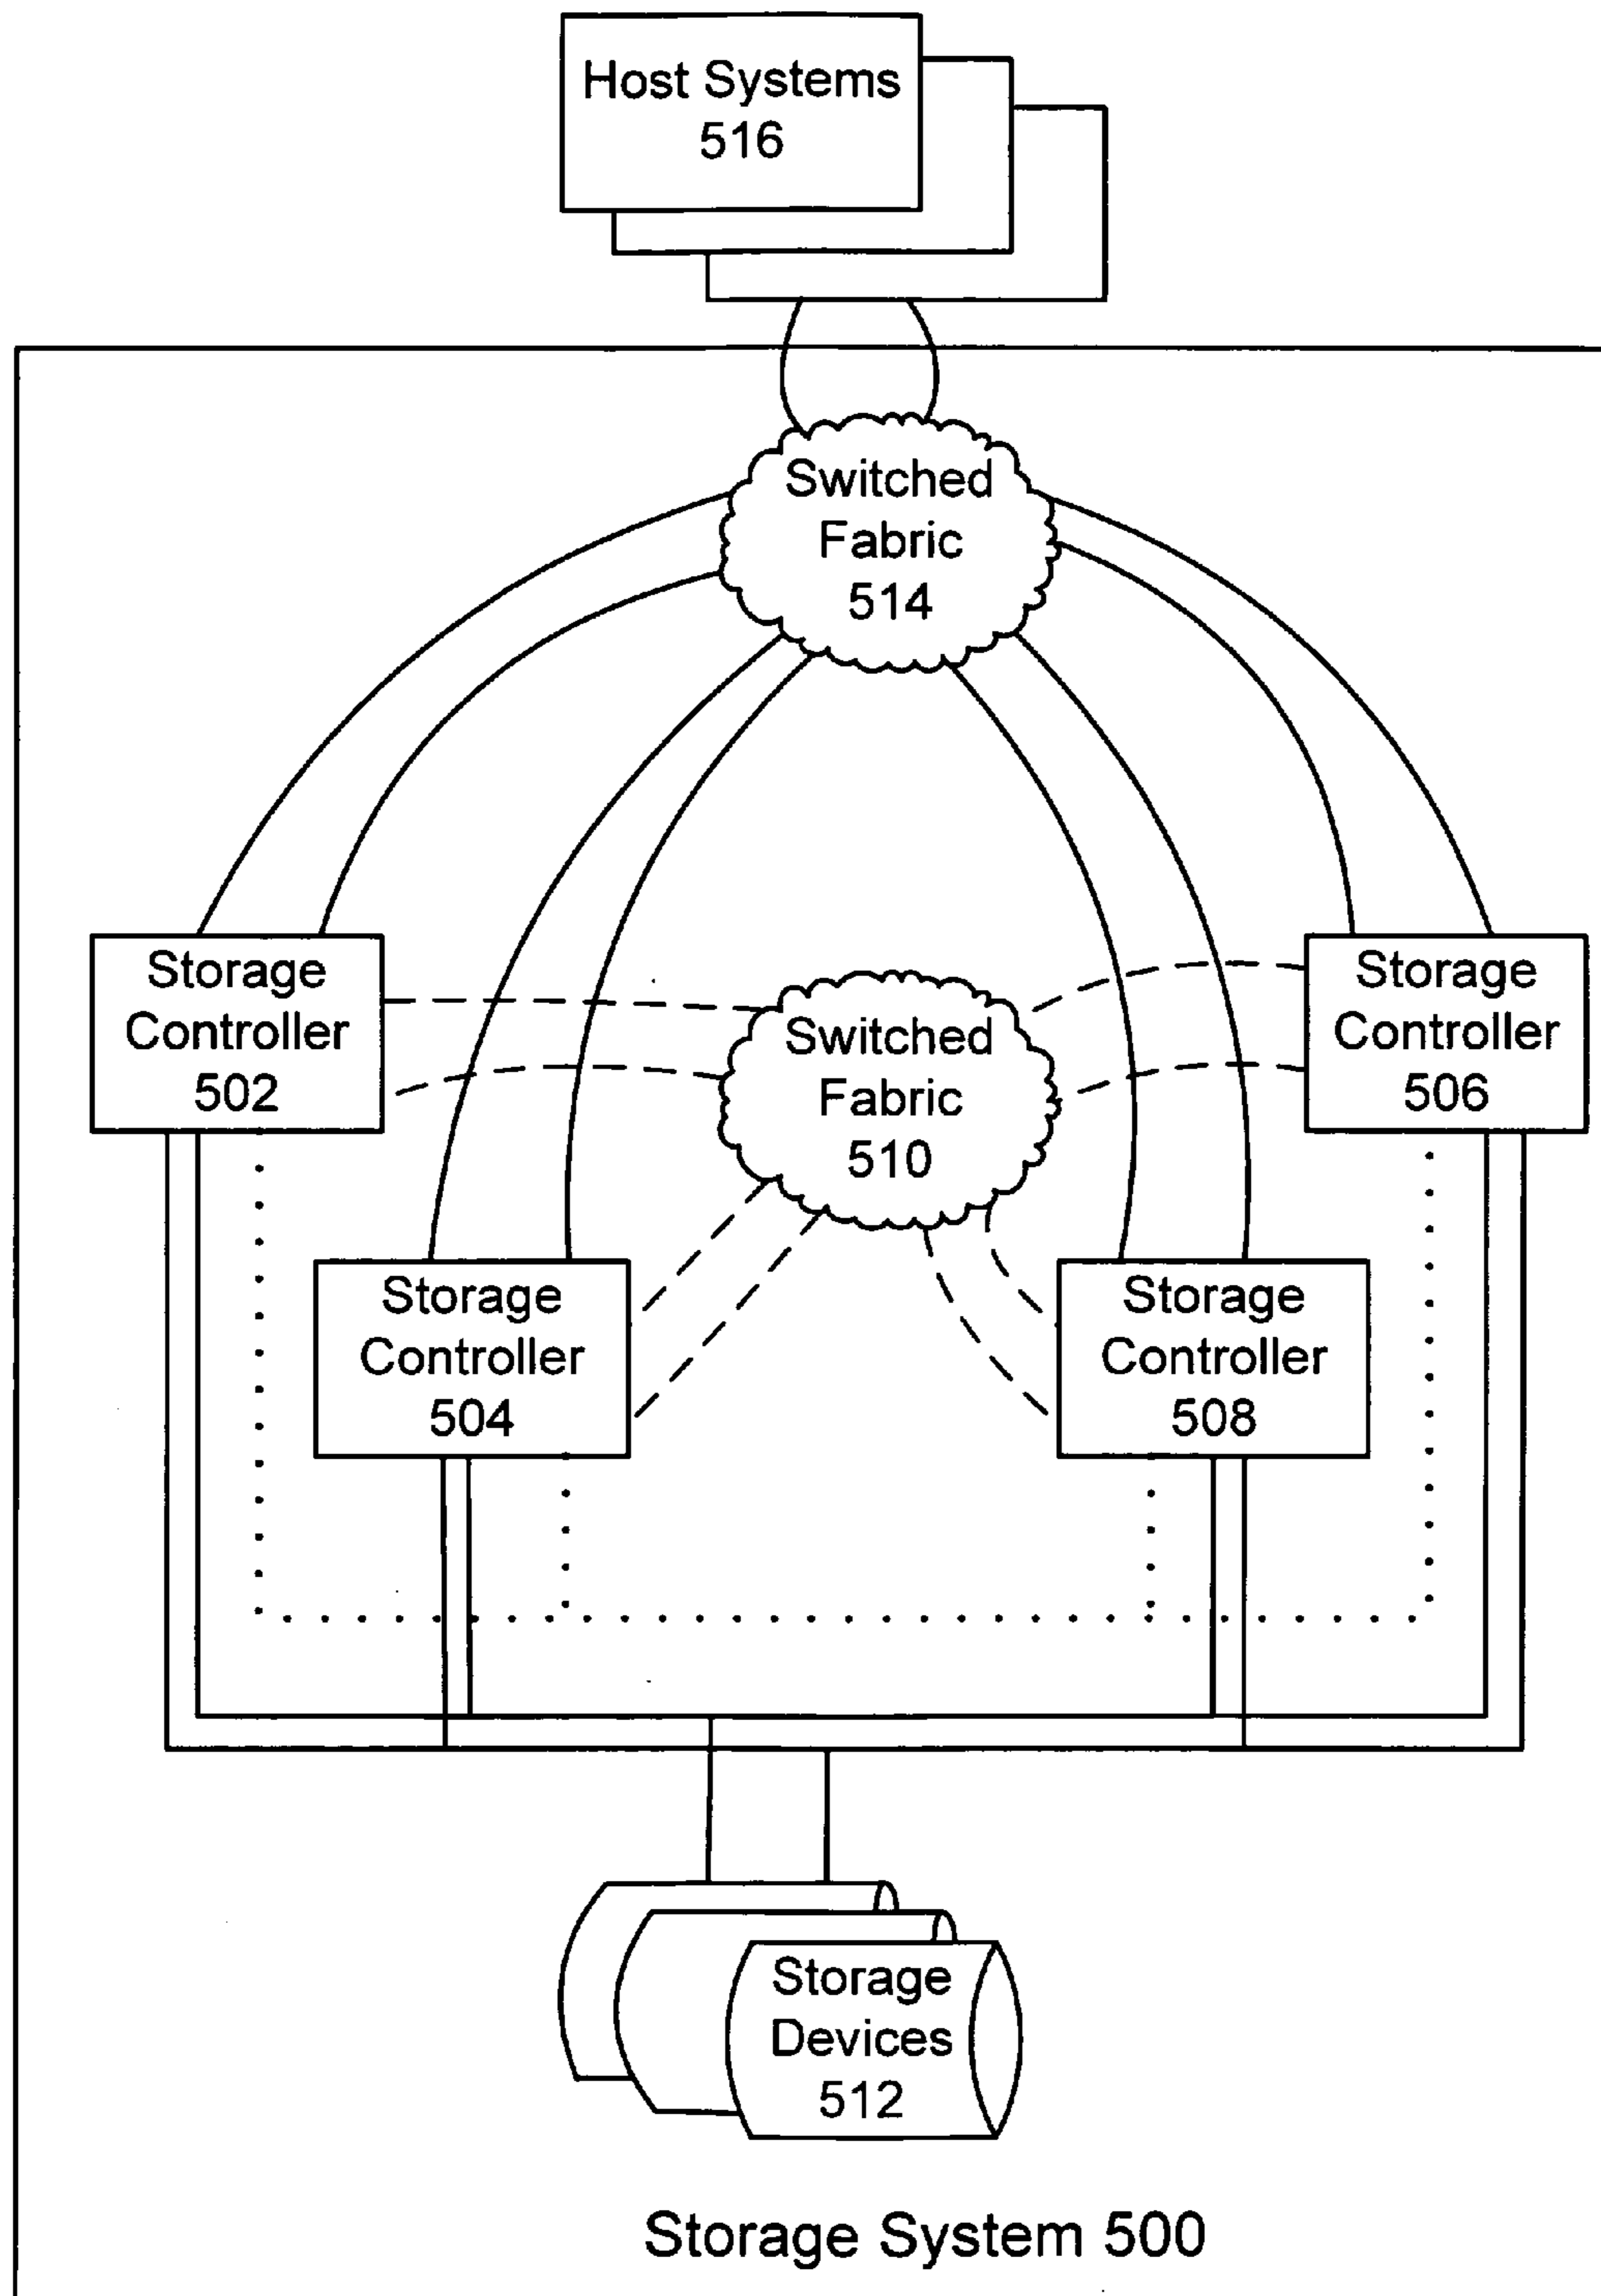 Host Systems
516
Switched
Fabric
514
Storage
Controller
502
Switched
Fabric
510
Storage
Controller
506
Storage
Controller
504
Storage
Controller
508
Storage
Devices
512
Storage System 500